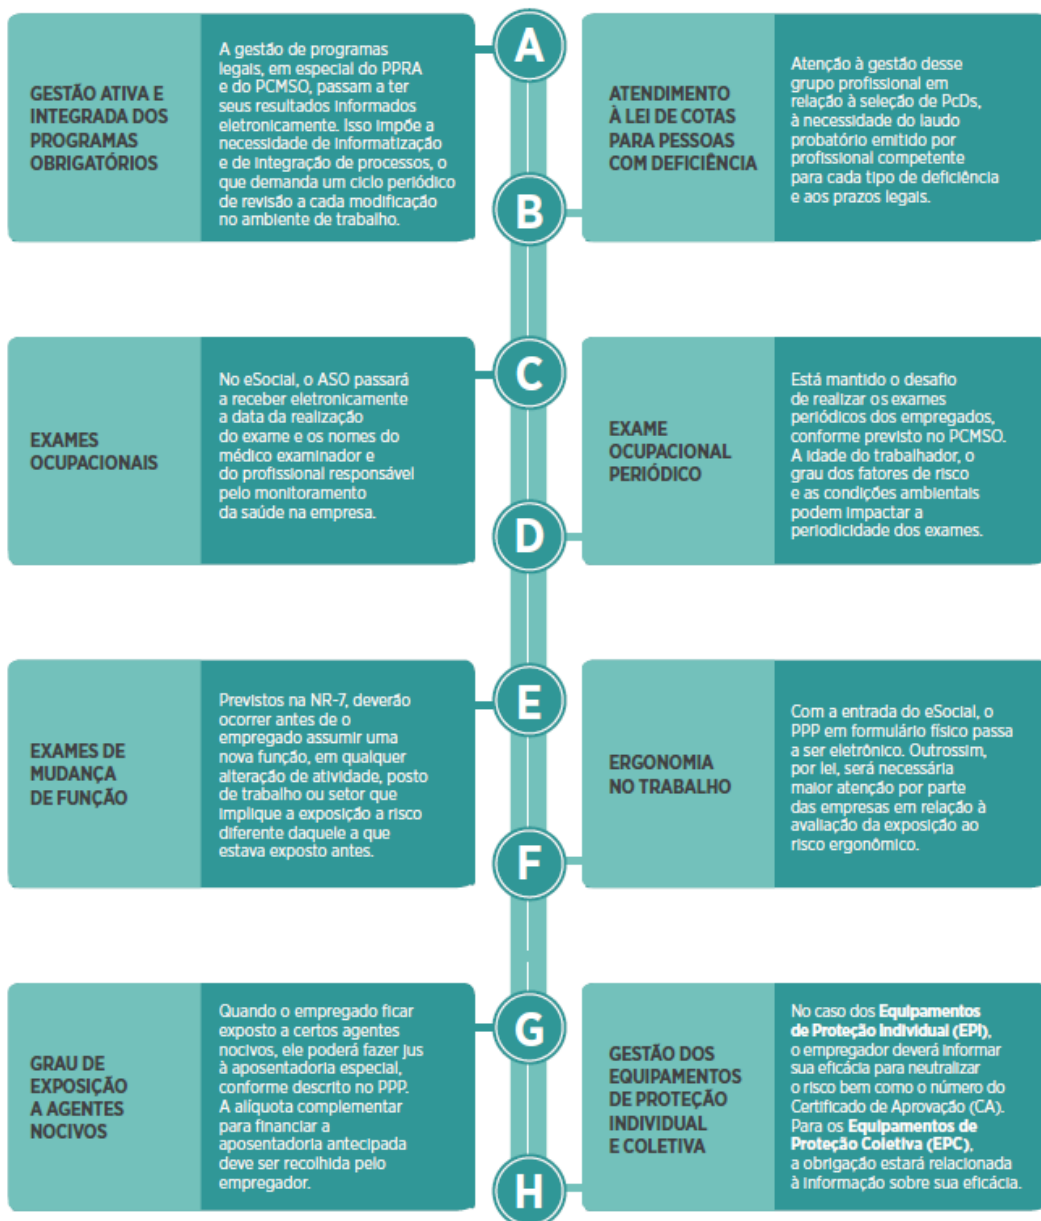 A
GESTÃO ATIVA E
INTEGRADA DOS
PROGRAMAS
OBRIGATÓRIOS
A gestão de programas
legais, em especial do PPRA
e do PCMSO, passam a ter
seus resultados informados
eletronicamente. Isso impõe a
necessidade de informatização
e de integração de processos, o
que demanda um ciclo periódico
de revisão a cada modificação
no ambiente de trabalho.
B
ATENDIMENTO
À LEI DE COTAS
PARA PESSOAS
COM DEFICIÊNCIA
Atenção à gestão desse
grupo profissional em
relação à seleção de PcDs,
à necessidade do laudo
probatório emitido por
profissional competente
para cada tipo de deficiência
e aos prazos legais.
C
EXAMES
OCUPACIONAIS
No eSocial, o ASO passará
a receber eletronicamente
a data da realização
do exame e os nomes do
médico examinador e
do profissional responsável
pelo monitoramento
da saúde na empresa.
D
EXAME
OCUPACIONAL
PERIÓDICO
Está mantido o desafio
de realizar os exames
periódicos dos empregados,
conforme previsto no PCMSO.
A idade do trabalhador, o
grau dos fatores de risco
e as condições ambientais
podem impactar a
periodicidade dos exames.
E
EXAMES DE
MUDANÇA
DE FUNÇÃO
Previstos na NR-7, deverão
ocorrer antes de o
empregado assumir uma
nova função, em qualquer
alteração de atividade, posto
de trabalho ou setor que
implique a exposição a risco
diferente daquele a que
estava exposto antes.
F
ERGONOMIA
NO TRABALHO
Com a entrada do eSocial, o
PPP em formulário físico passa
a ser eletrônico. Outrossim,
por lei, será necessária
maior atenção por parte
das empresas em relação à
avaliação da exposição ao
risco ergonômico.
G
GRAU DE
EXPOSIÇÃO
A AGENTES
NOCIVOS
Quando o empregado ficar
exposto a certos agentes
nocivos, ele poderá fazer jus
à aposentadoria especial,
conforme descrito no PPP.
A alíquota complementar
para financiar a
aposentadoria antecipada
deve ser recolhida pelo
empregador.
H
GESTÃO DOS
EQUIPAMENTOS
DE PROTEÇÃO
INDIVIDUAL
E COLETIVA
No caso dos Equipamentos
de Proteção Individual (EPI),
o empregador deverá informar
sua eficácia para neutralizar
o risco bem como o número do
Certificado de Aprovação (CA).
Para os Equipamentos de
Proteção Coletiva (EPC),
a obrigação estará relacionada
à informação sobre sua eficácia.